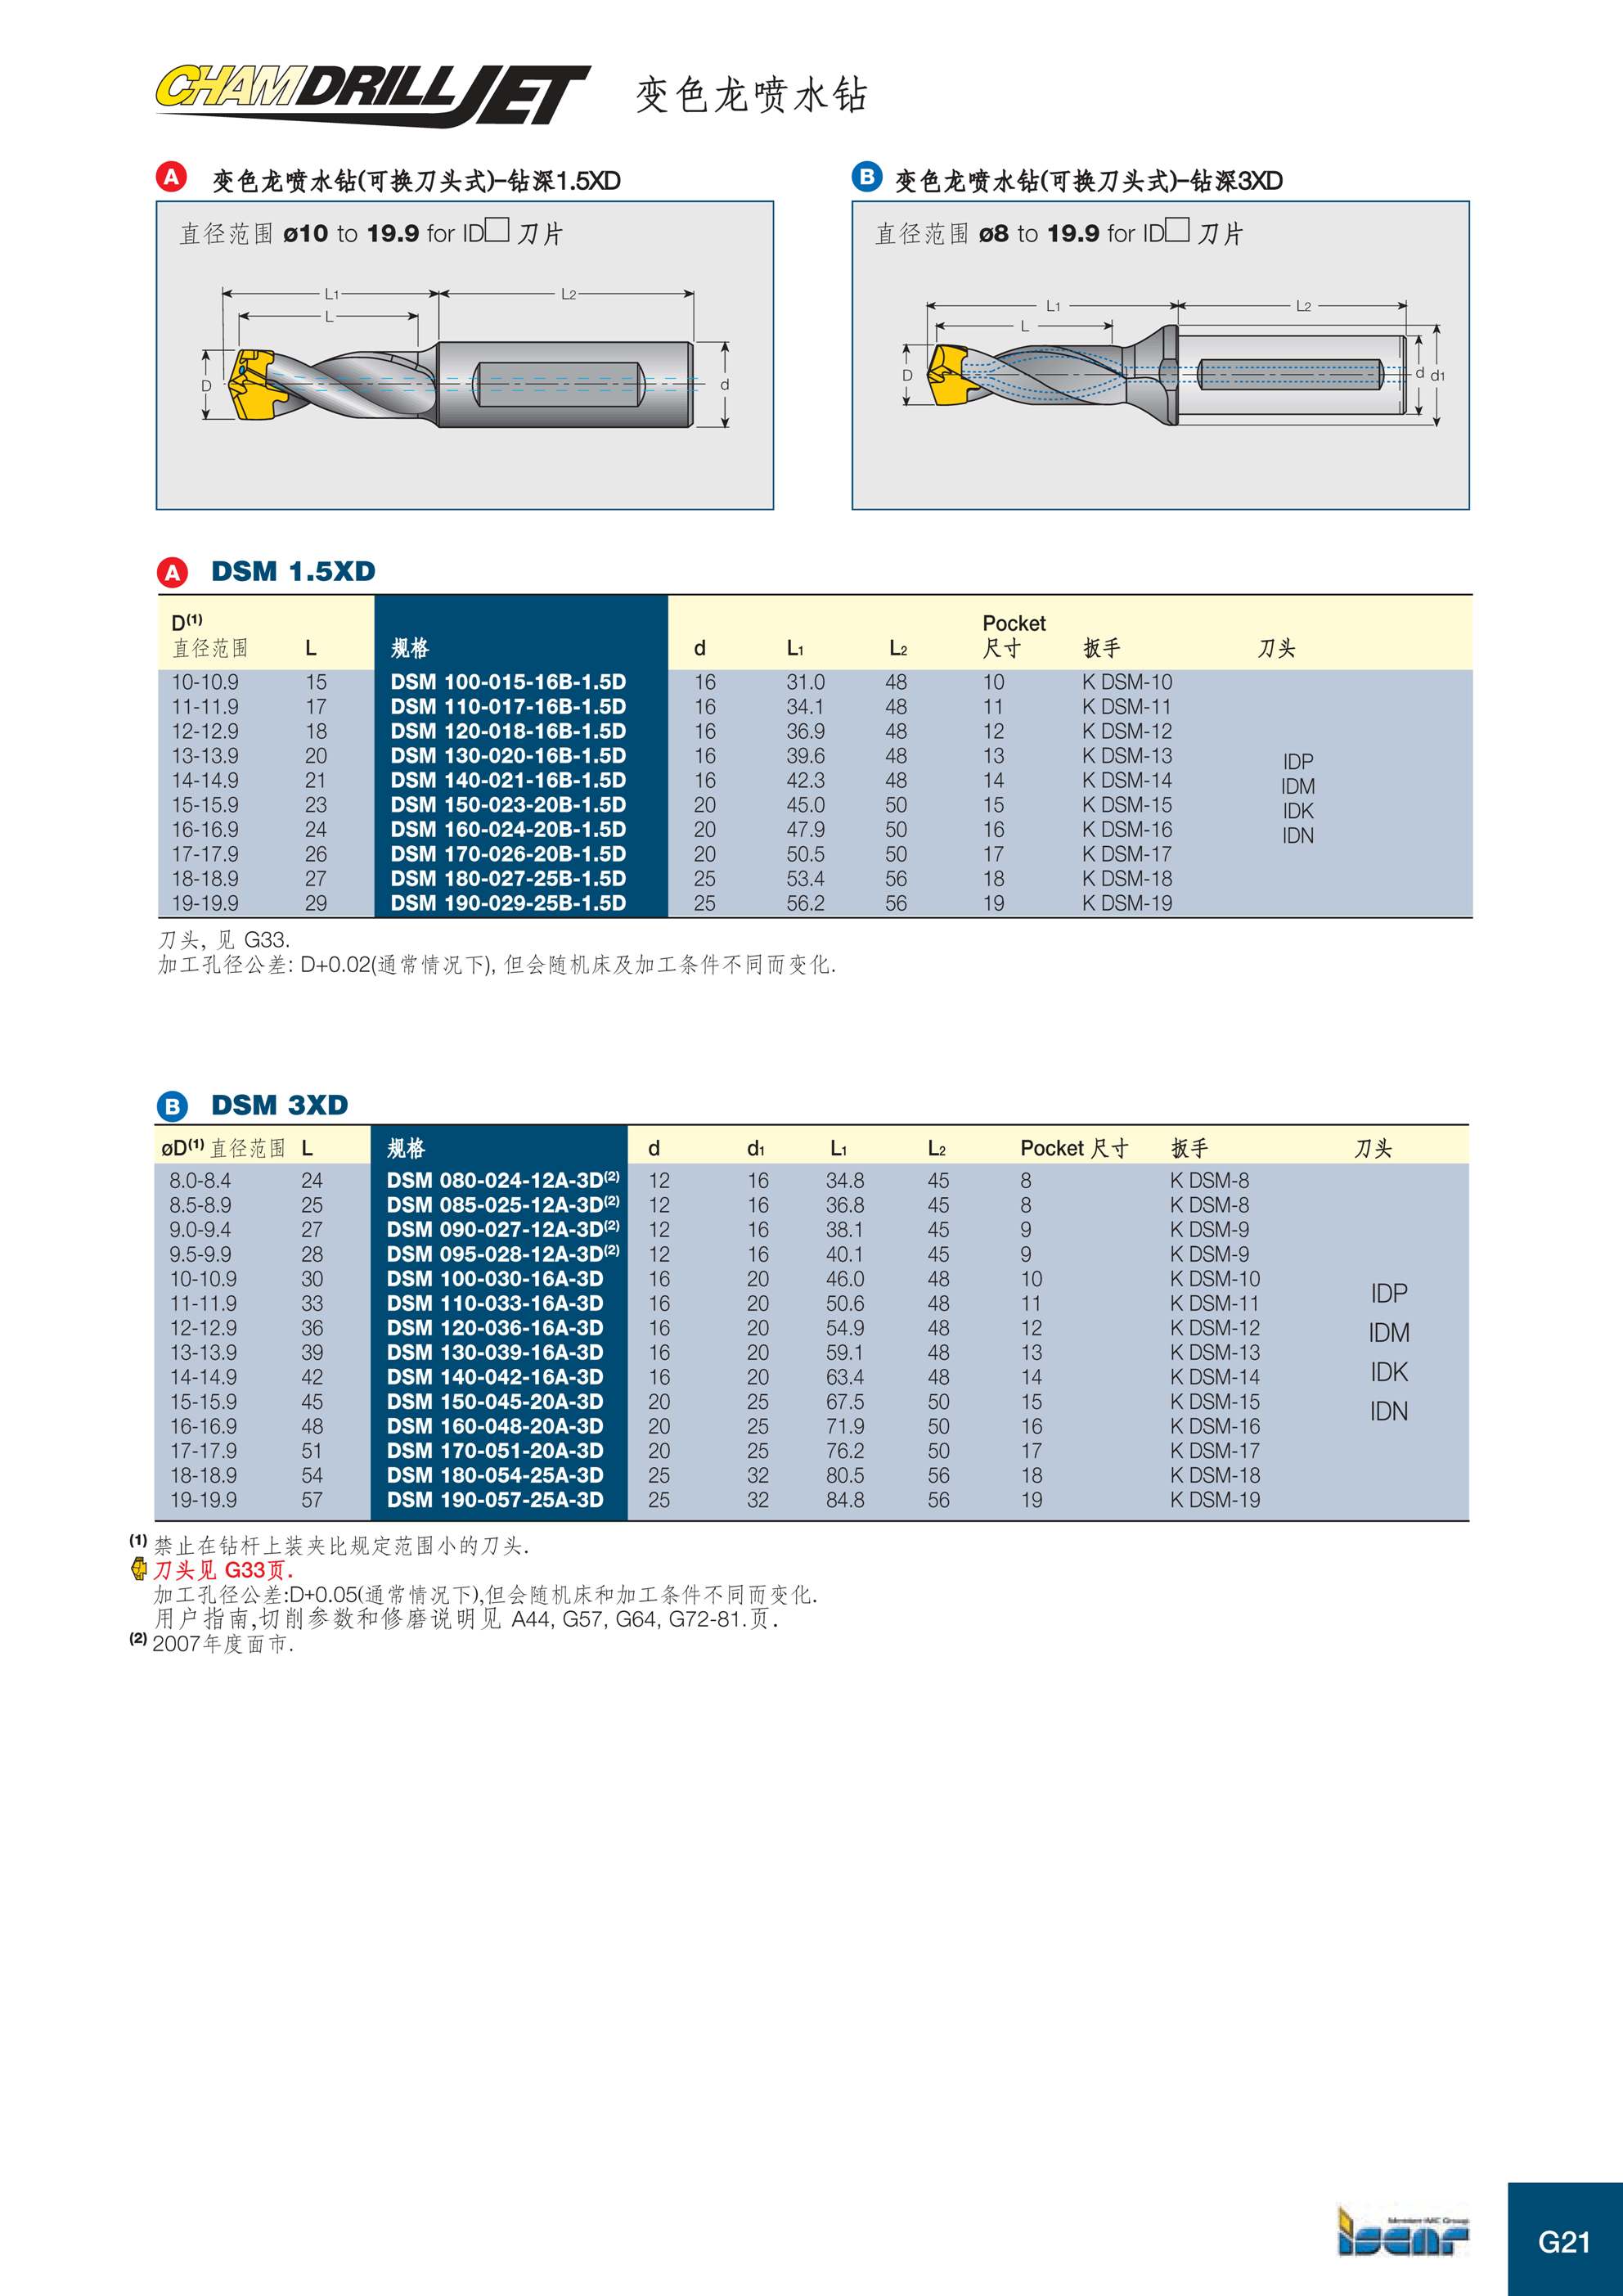 CHAMDRILLJET 变色龙喷水钻
A 变色龙喷水钻(可换刀头式)-钻深1.5XD
直径范围 ø10 to 19.9 for ID□ 刀片
L1 L2
L
D d
B 变色龙喷水钻(可换刀头式)-钻深3XD
直径范围 ø8 to 19.9 for ID□ 刀片
L1 L2
L
D d d1
A DSM 1.5XD
D(1) Pocket
直径范围 L 规格 d L1 L2 尺寸 扳手 刀头
10-10.9 15 DSM 100-015-16B-1.5D 16 31.0 48 10 K DSM-10
11-11.9 17 DSM 110-017-16B-1.5D 16 34.1 48 11 K DSM-11
12-12.9 18 DSM 120-018-16B-1.5D 16 36.9 48 12 K DSM-12
13-13.9 20 DSM 130-020-16B-1.5D 16 39.6 48 13 K DSM-13
IDP
14-14.9 21 DSM 140-021-16B-1.5D 16 42.3 48 14 K DSM-14
IDM
15-15.9 23 DSM 150-023-20B-1.5D 20 45.0 50 15 K DSM-15
IDK
16-16.9 24 DSM 160-024-20B-1.5D 20 47.9 50 16 K DSM-16
IDN
17-17.9 26 DSM 170-026-20B-1.5D 20 50.5 50 17 K DSM-17
18-18.9 27 DSM 180-027-25B-1.5D 25 53.4 56 18 K DSM-18
19-19.9 29 DSM 190-029-25B-1.5D 25 56.2 56 19 K DSM-19
刀头, 见 G33.
加工孔径公差: D+0.02(通常情况下), 但会随机床及加工条件不同而变化.
B DSM 3XD
øD(1) 直径范围 L 规格 d d1 L1 L2 Pocket 尺寸 扳手 刀头
8.0-8.4 24 DSM 080-024-12A-3D(2) 12 16 34.8 45 8 K DSM-8
8.5-8.9 25 DSM 085-025-12A-3D(2) 12 16 36.8 45 8 K DSM-8
9.0-9.4 27 DSM 090-027-12A-3D(2) 12 16 38.1 45 9 K DSM-9
9.5-9.9 28 DSM 095-028-12A-3D(2) 12 16 40.1 45 9 K DSM-9
10-10.9 30 DSM 100-030-16A-3D 16 20 46.0 48 10 K DSM-10
IDP
11-11.9 33 DSM 110-033-16A-3D 16 20 50.6 48 11 K DSM-11
12-12.9 36 DSM 120-036-16A-3D 16 20 54.9 48 12 K DSM-12
IDM
13-13.9 39 DSM 130-039-16A-3D 16 20 59.1 48 13 K DSM-13
IDK
14-14.9 42 DSM 140-042-16A-3D 16 20 63.4 48 14 K DSM-14
15-15.9 45 DSM 150-045-20A-3D 20 25 67.5 50 15 K DSM-15
IDN
16-16.9 48 DSM 160-048-20A-3D 20 25 71.9 50 16 K DSM-16
17-17.9 51 DSM 170-051-20A-3D 20 25 76.2 50 17 K DSM-17
18-18.9 54 DSM 180-054-25A-3D 25 32 80.5 56 18 K DSM-18
19-19.9 57 DSM 190-057-25A-3D 25 32 84.8 56 19 K DSM-19
(1) 禁止在钻杆上装夹比规定范围小的刀头.
刀头见 G33页.
加工孔径公差:D+0.05(通常情况下),但会随机床和加工条件不同而变化.
用户指南,切削参数和修磨说明见 A44, G57, G64, G72-81.页.
(2) 2007年度面市.
Member IMC Group
iscar
G21